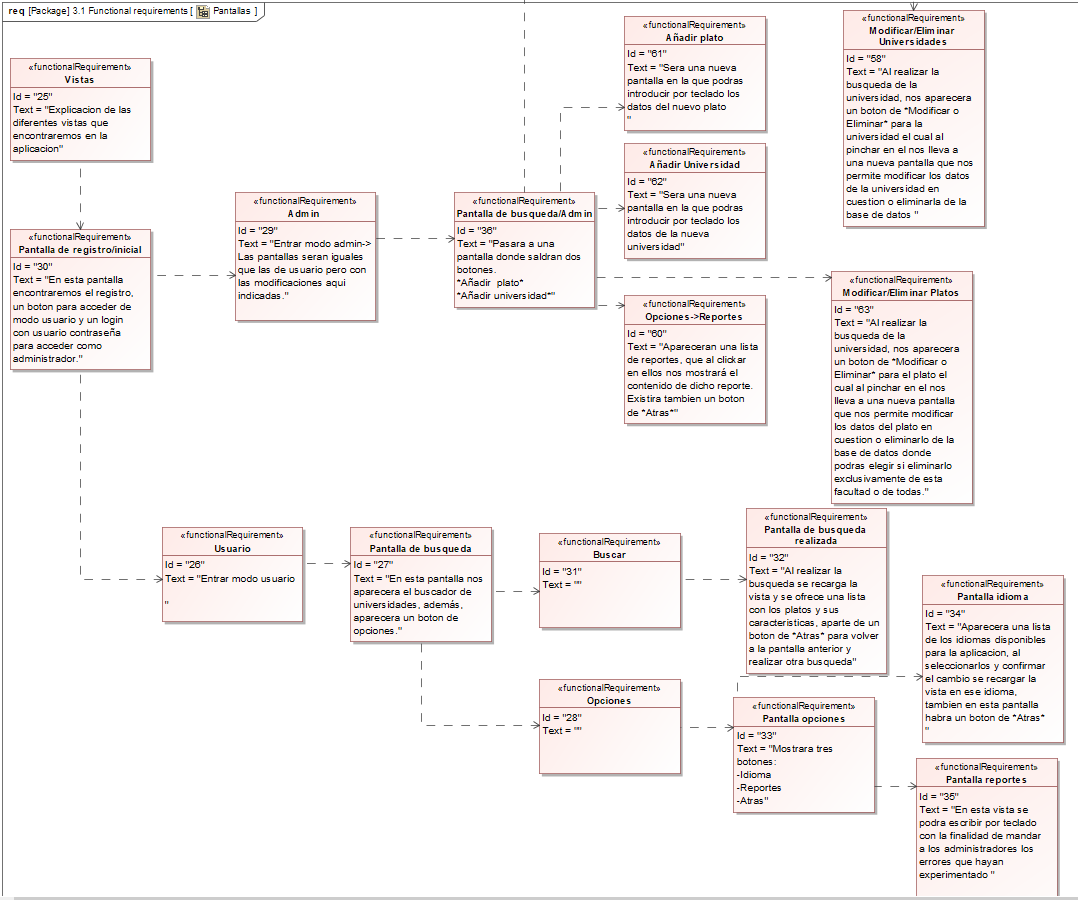 req [Package] 3.1 Functional requirements [ Pantallas ]
«functionalRequirement»
Vistas
Id = "25"
Text = "Explicacion de las
diferentes vistas que
encontraremos en la
aplicacion"
«functionalRequirement»
Pantalla de registro/inicial
Id = "30"
Text = "En esta pantalla
encontraremos el registro,
un boton para acceder de
modo usuario y un login
con usuario contraseña
para acceder como
administrador."
«functionalRequirement»
Admin
Id = "29"
Text = "Entrar modo admin->
Las pantallas seran iguales
que las de usuario pero con
las modificaciones aqui
indicadas."
«functionalRequirement»
Pantalla de busqueda/Admin
Id = "36"
Text = "Pasara a una
pantalla donde saldran dos
botones.
*Añadir plato*
*Añadir universidad*"
«functionalRequirement»
Añadir plato
Id = "61"
Text = "Sera una nueva
pantalla en la que podras
introducir por teclado los
datos del nuevo plato
"
«functionalRequirement»
Añadir Universidad
Id = "62"
Text = "Sera una nueva
pantalla en la que podras
introducir por teclado los
datos de la nueva
universidad"
«functionalRequirement»
Opciones->Reportes
Id = "60"
Text = "Apareceran una lista
de reportes, que al clickar
en ellos nos mostrará el
contenido de dicho reporte.
Existira tambien un boton
de *Atras*"
«functionalRequirement»
Modificar/Eliminar
Universidades
Id = "58"
Text = "Al realizar la
busqueda de la
universidad, nos aparecera
un boton de *Modificar o
Eliminar* para la
universidad el cual al
pinchar en el nos lleva a
una nueva pantalla que nos
permite modificar los datos
de la universidad en
cuestion o eliminarla de la
base de datos "
«functionalRequirement»
Modificar/Eliminar Platos
Id = "63"
Text = "Al realizar la
busqueda de la
universidad, nos aparecera
un boton de *Modificar o
Eliminar* para el plato el
cual al pinchar en el nos
lleva a una nueva pantalla
que nos permite modificar
los datos del plato en
cuestion o eliminarlo de la
base de datos donde
podras elegir si eliminarlo
exclusivamente de esta
facultad o de todas."
«functionalRequirement»
Usuario
Id = "26"
Text = "Entrar modo usuario
"
«functionalRequirement»
Pantalla de busqueda
Id = "27"
Text = "En esta pantalla nos
aparecera el buscador de
universidades, además,
aparecera un boton de
opciones."
«functionalRequirement»
Buscar
Id = "31"
Text = ""
«functionalRequirement»
Pantalla de busqueda
realizada
Id = "32"
Text = "Al realizar la
busqueda se recarga la
vista y se ofrece una lista
con los platos y sus
caracteristicas, aparte de un
boton de *Atras* para volver
a la pantalla anterior y
realizar otra busqueda"
«functionalRequirement»
Opciones
Id = "28"
Text = ""
«functionalRequirement»
Pantalla opciones
Id = "33"
Text = "Mostrara tres
botones:
-Idioma
-Reportes
-Atras"
«functionalRequirement»
Pantalla idioma
Id = "34"
Text = "Aparecera una lista
de los idiomas disponibles
para la aplicacion, al
seleccionarlos y confirmar
el cambio se recargar la
vista en ese idioma,
tambien en esta pantalla
habra un boton de *Atras*
"
«functionalRequirement»
Pantalla reportes
Id = "35"
Text = "En esta vista se
podra escribir por teclado
con la finalidad de mandar
a los administradores los
errores que hayan
experimentado "